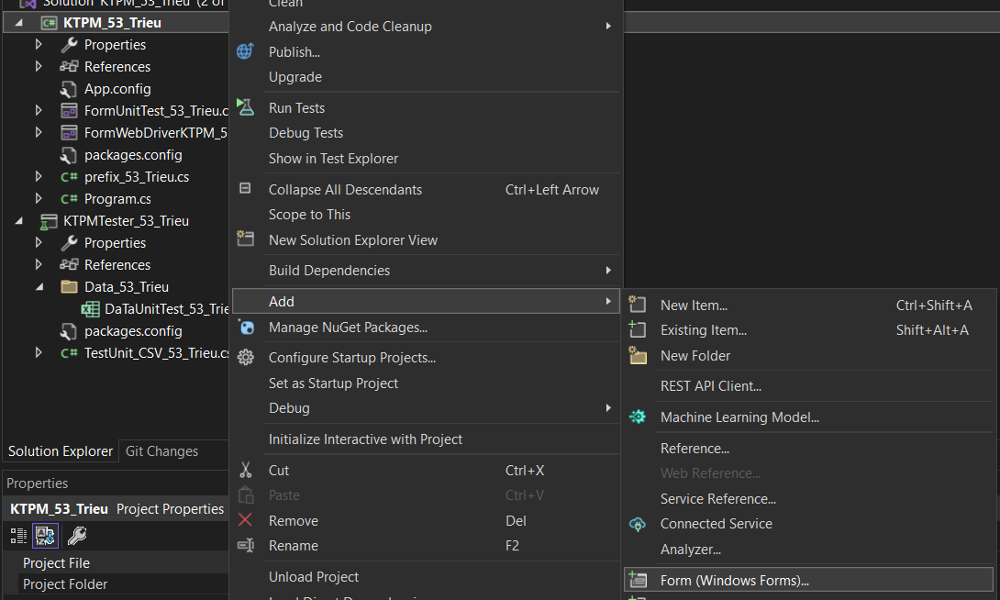 Solution 'KTPM_53_Trieu' (2 of
KTPM_53_Trieu
Properties
References
App.config
FormUnitTest_53_Trieu.c
FormWebDriverKTPM_5
packages.config
C# prefix_53_Trieu.cs
C# Program.cs
KTPMTester_53_Trieu
Properties
References
Data_53_Trieu
DaTaUnitTest_53_Trie
packages.config
C# TestUnit_CSV_53_Trieu.cs
Solution Explorer Git Changes
Properties
KTPM_53_Trieu Project Properties
Project File
Project Folder
Clean
Analyze and Code Cleanup
Publish...
Upgrade
Run Tests
Debug Tests
Show in Test Explorer
Collapse All Descendants Ctrl+Left Arrow
Scope to This
New Solution Explorer View
Build Dependencies
Add
Manage NuGet Packages...
Configure Startup Projects...
Set as Startup Project
Debug
Initialize Interactive with Project
Cut Ctrl+X
Paste Ctrl+V
Remove Del
Rename F2
Unload Project
New Item... Ctrl+Shift+A
Existing Item... Shift+Alt+A
New Folder
REST API Client...
Machine Learning Model...
Reference...
Web Reference...
Service Reference...
Connected Service
Analyzer...
Form (Windows Forms)...